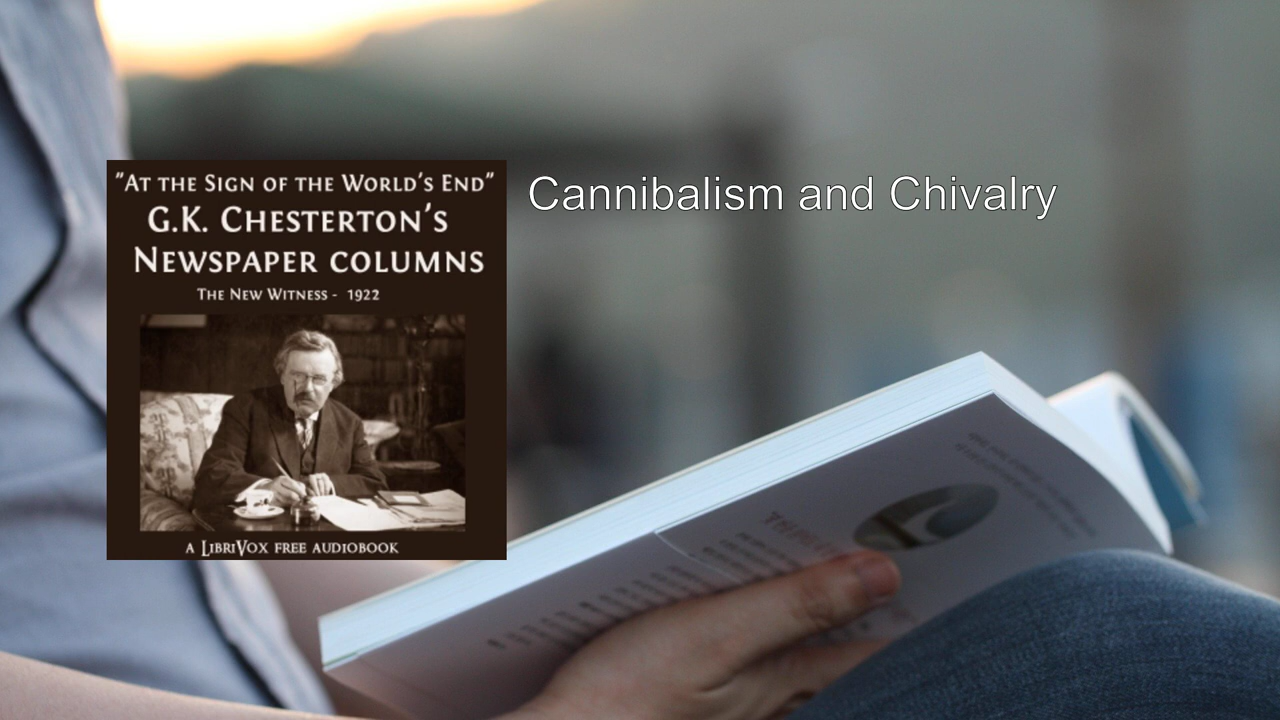 "At the Sign of the World's End"
G.K. Chesterton's
Newspaper columns
The New Witness - 1922
a LibriVox free audiobook
Cannibalism and Chivalry